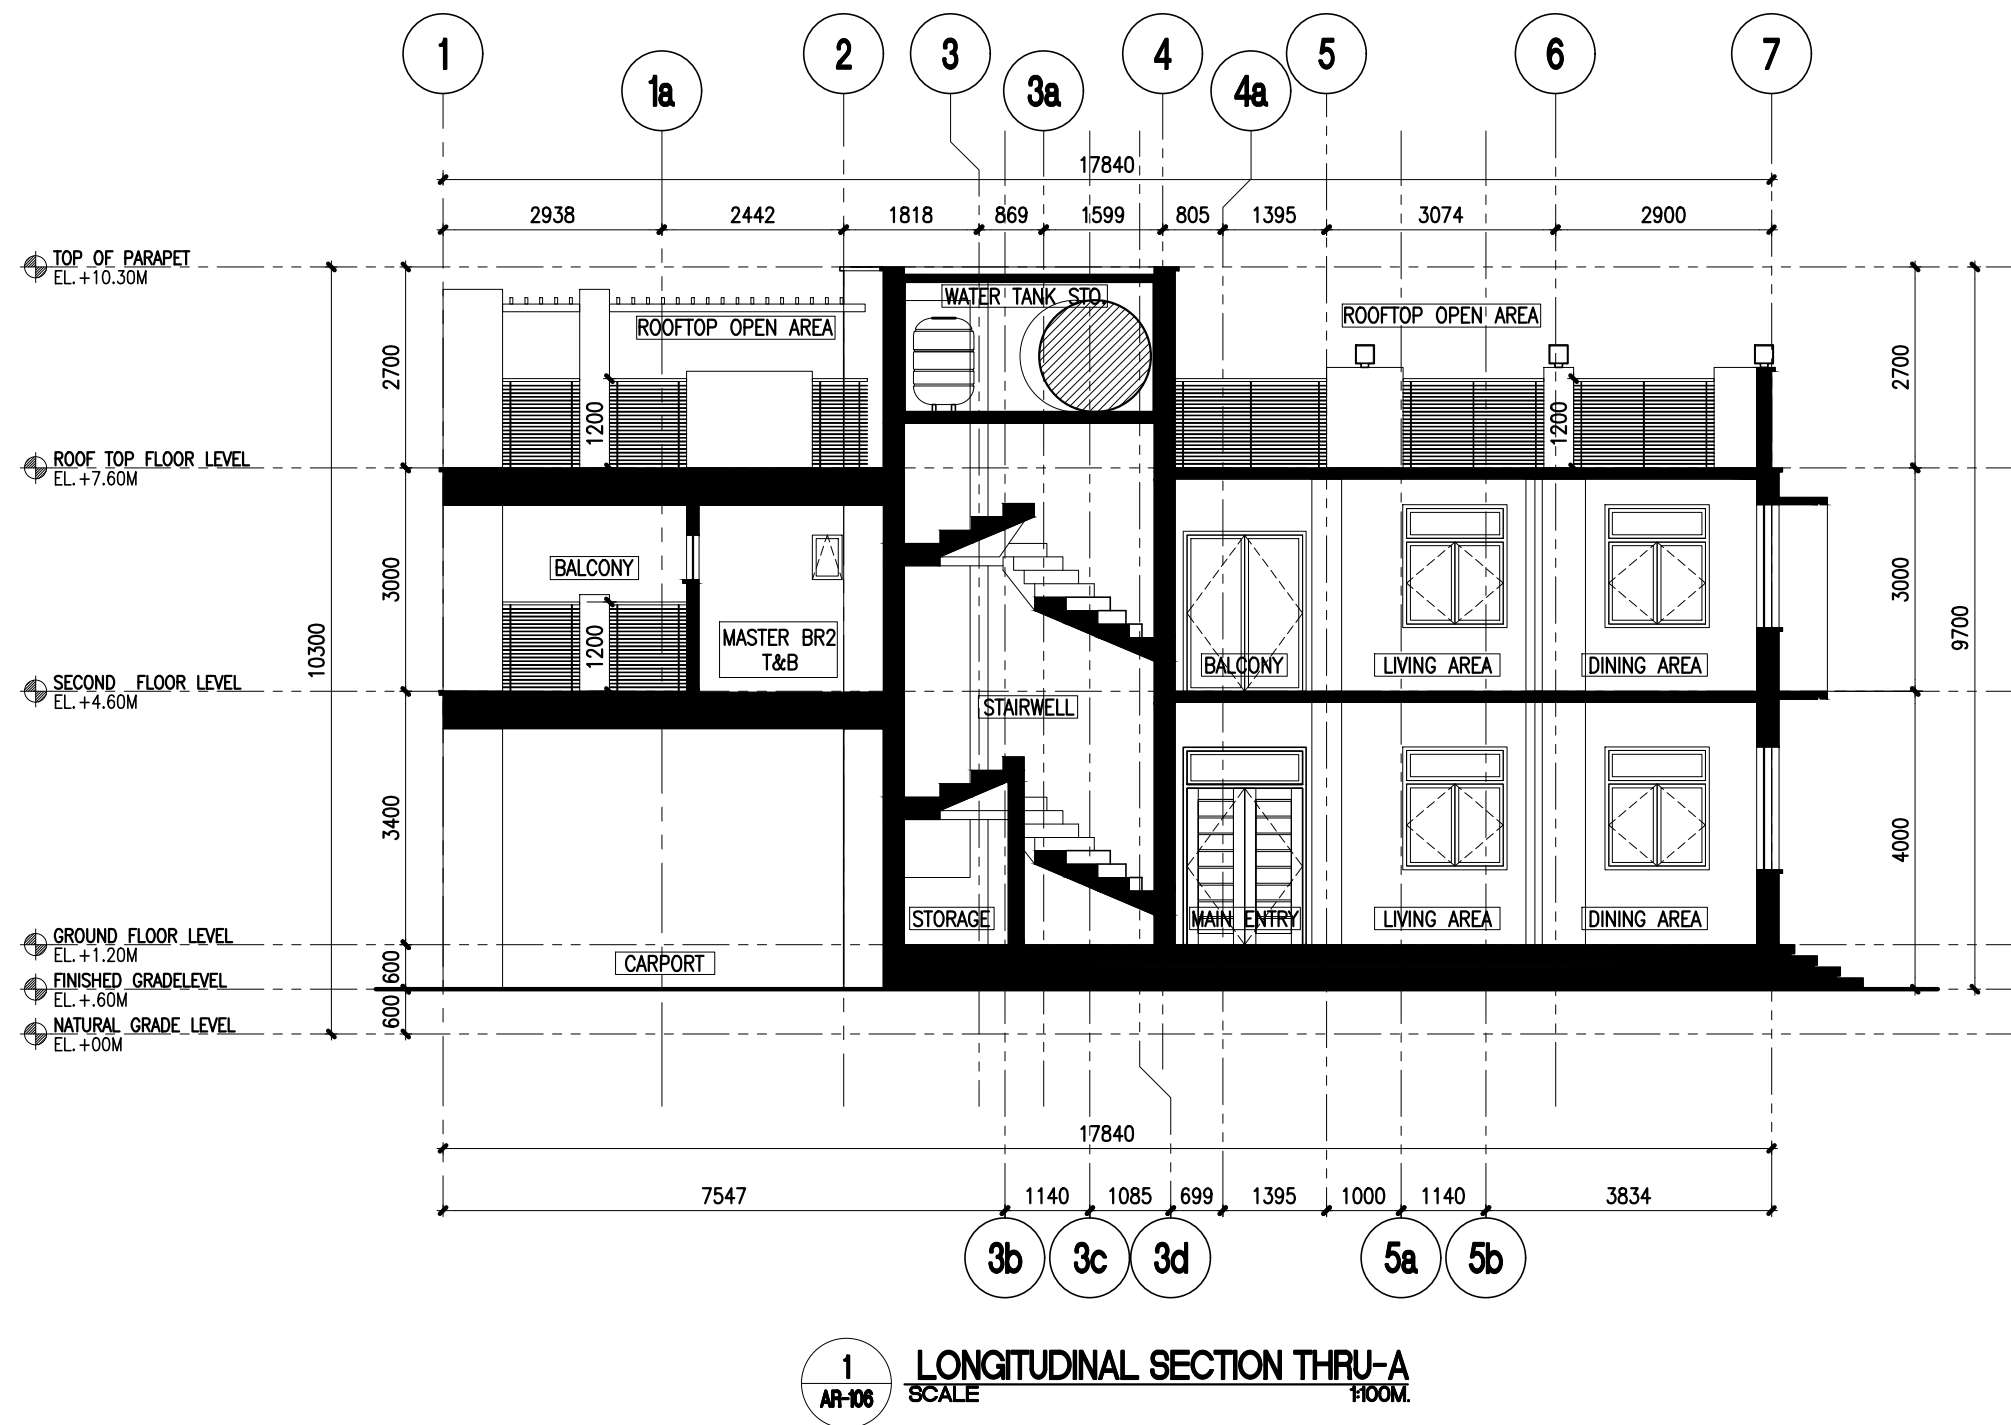 1
2
3
4
5
6
7
1a
3a
4a
17840
2938
2442
1818
869
1599
805
1395
3074
2900
TOP OF PARAPET
EL.+10.30M
WATER TANK STO.
ROOFTOP OPEN AREA
ROOFTOP OPEN AREA
2700
2700
1200
1200
ROOF TOP FLOOR LEVEL
EL.+7.60M
BALCONY
3000
3000
10300
9700
1200
MASTER BR2
T&B
BALCONY
LIVING AREA
DINING AREA
SECOND FLOOR LEVEL
EL.+4.60M
STAIRWELL
3400
4000
STORAGE
MAIN ENTRY
LIVING AREA
DINING AREA
GROUND FLOOR LEVEL
EL.+1.20M
CARPORT
600
FINISHED GRADELEVEL
EL.+.60M
600
NATURAL GRADE LEVEL
EL.+00M
17840
7547
1140
1085
699
1395
1000
1140
3834
3b
3c
3d
5a
5b
1
AR-106
LONGITUDINAL SECTION THRU-A
SCALE
1:100M.